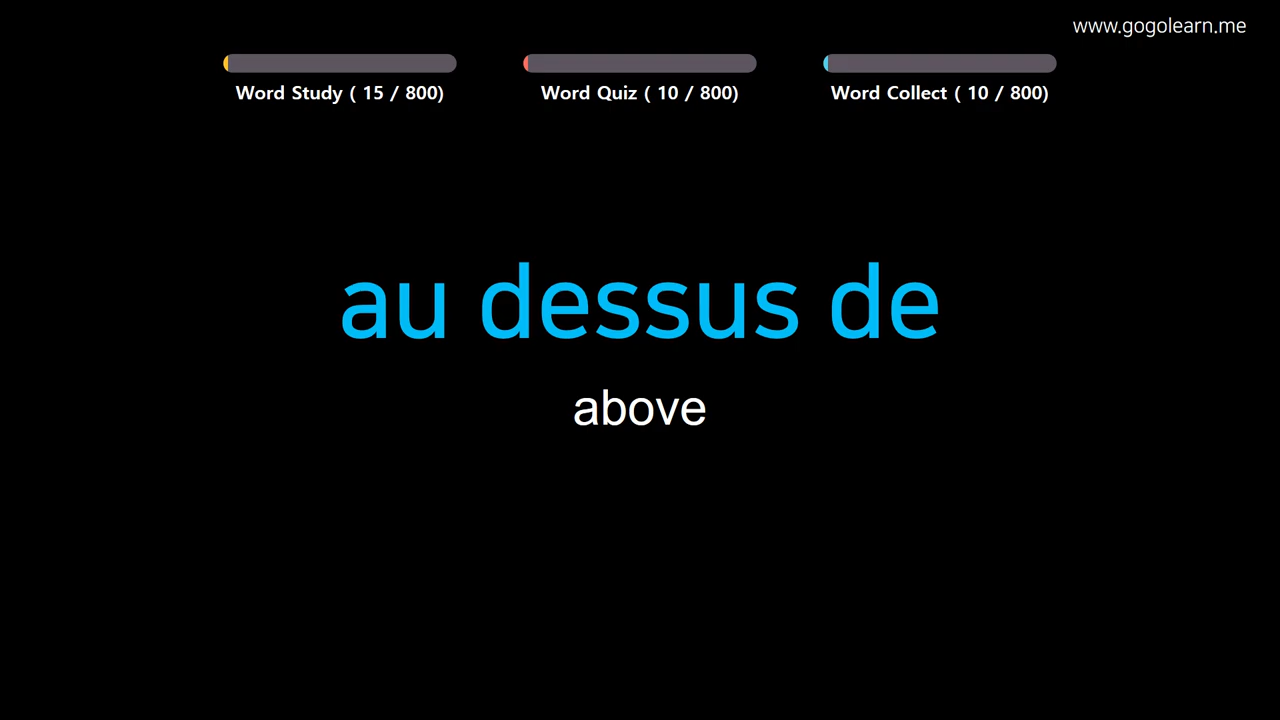 www.gogolearn.me
Word Study ( 15 / 800)
Word Quiz ( 10 / 800)
Word Collect ( 10 / 800)
au dessus de
above